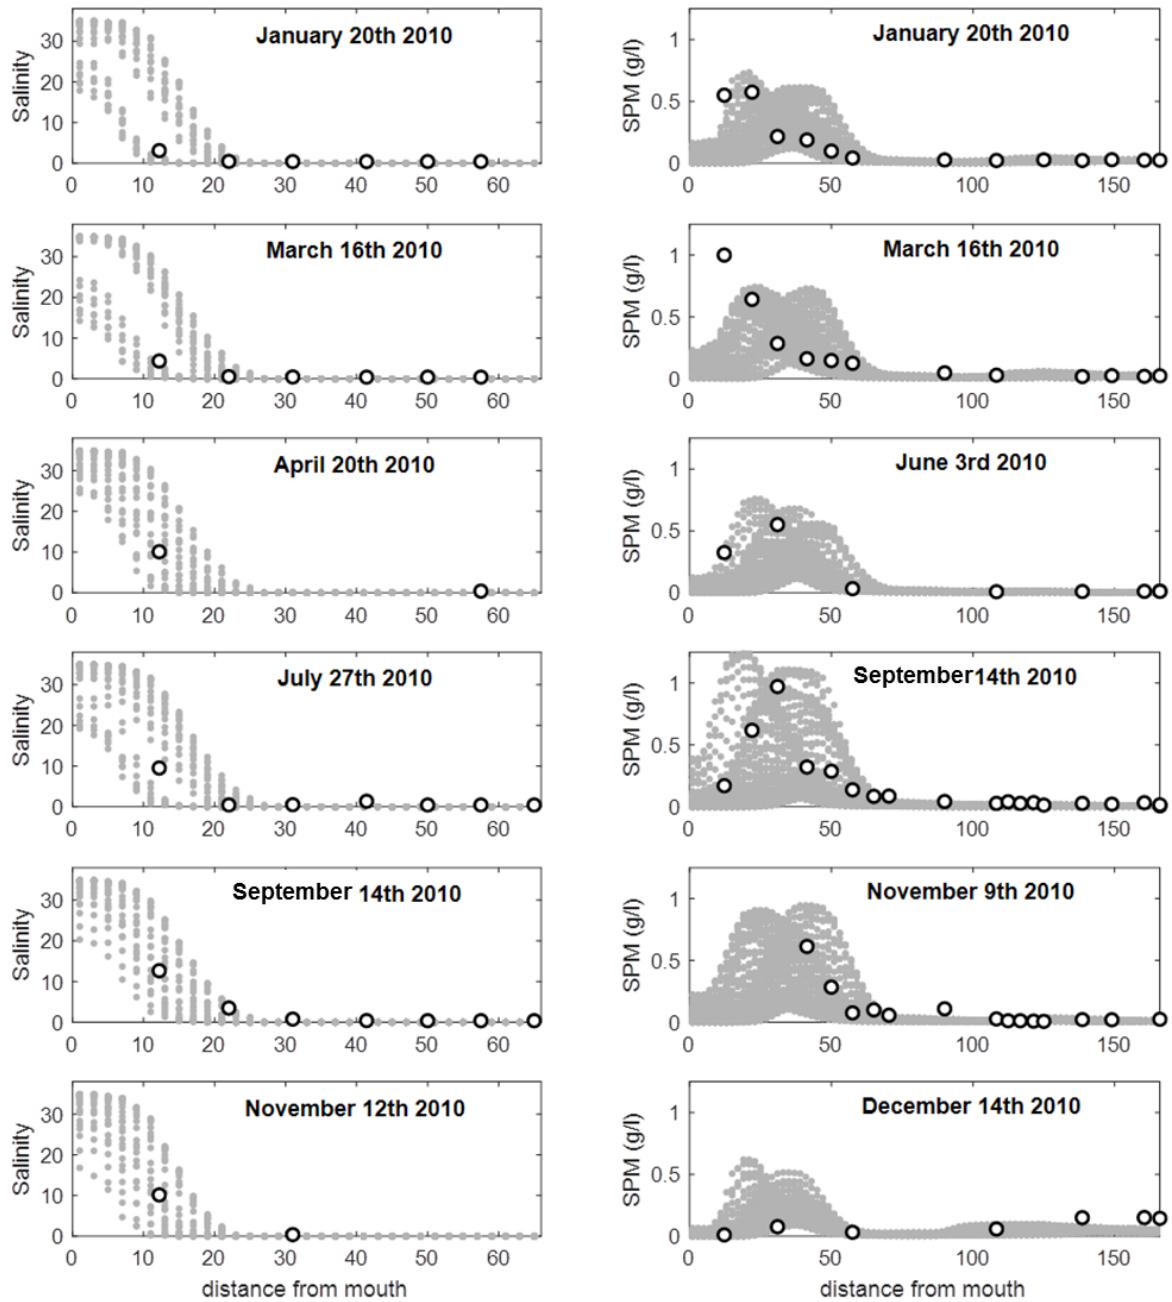 January 20th 2010
Salinity
30
20
10
0
0 10 20 30 40 50 60
January 20th 2010
SPM (g/l)
1
0.5
0
0 50 100 150
March 16th 2010
Salinity
30
20
10
0
0 10 20 30 40 50 60
March 16th 2010
SPM (g/l)
1
0.5
0
0 50 100 150
April 20th 2010
Salinity
30
20
10
0
0 10 20 30 40 50 60
June 3rd 2010
SPM (g/l)
1
0.5
0
0 50 100 150
July 27th 2010
Salinity
30
20
10
0
0 10 20 30 40 50 60
September 14th 2010
SPM (g/l)
1
0.5
0
0 50 100 150
September 14th 2010
Salinity
30
20
10
0
0 10 20 30 40 50 60
November 9th 2010
SPM (g/l)
1
0.5
0
0 50 100 150
November 12th 2010
Salinity
30
20
10
0
0 10 20 30 40 50 60
distance from mouth
December 14th 2010
SPM (g/l)
1
0.5
0
0 50 100 150
distance from mouth